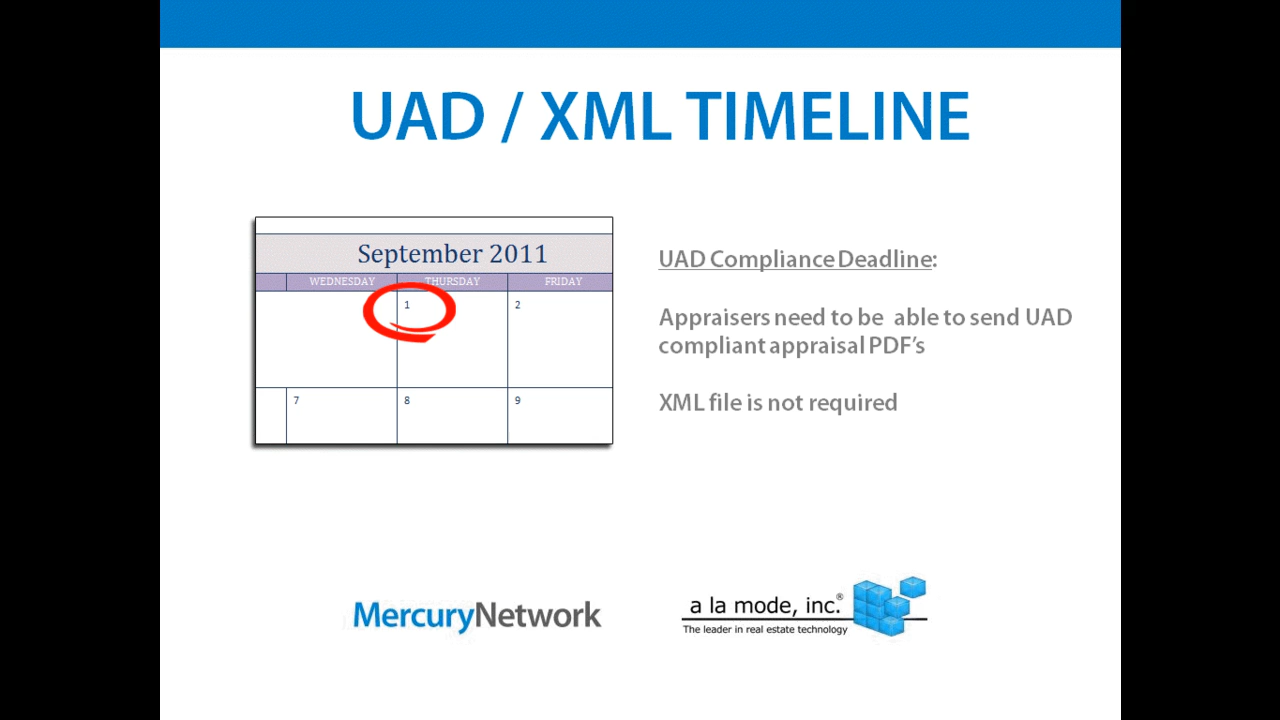 UAD / XML TIMELINE
September 2011
WEDNESDAY THURSDAY FRIDAY
1 2
7 8 9
UAD Compliance Deadline:
Appraisers need to be able to send UAD
compliant appraisal PDF's
XML file is not required
MercuryNetwork
a la mode, inc.®
The leader in real estate technology